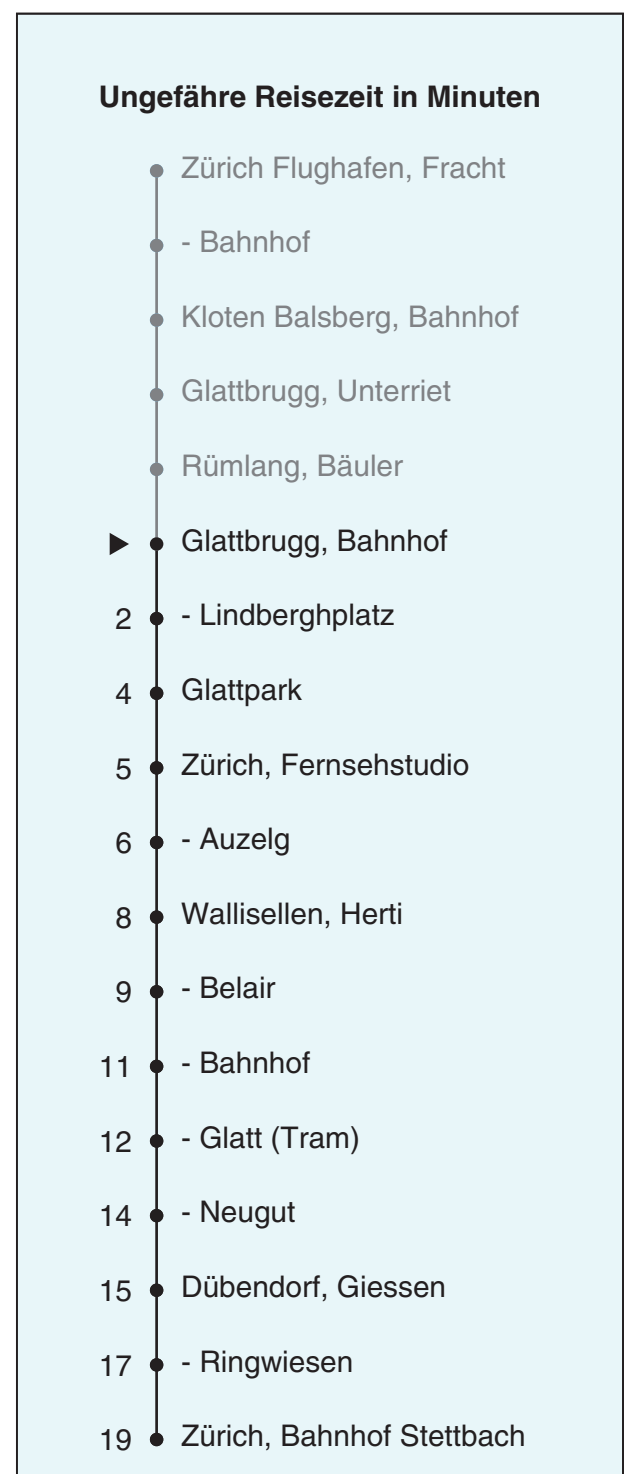 Ungefähre Reisezeit in Minuten
Zürich Flughafen, Fracht
- Bahnhof
Kloten Balsberg, Bahnhof
Glattbrugg, Unterriet
Rümlang, Bäuler
Glattbrugg, Bahnhof
2 - Lindberghplatz
4 Glattpark
5 Zürich, Fernsehstudio
6 - Auzelg
8 Wallisellen, Herti
9 - Belair
11 - Bahnhof
12 - Glatt (Tram)
14 - Neugut
15 Dübendorf, Giessen
17 - Ringwiesen
19 Zürich, Bahnhof Stettbach